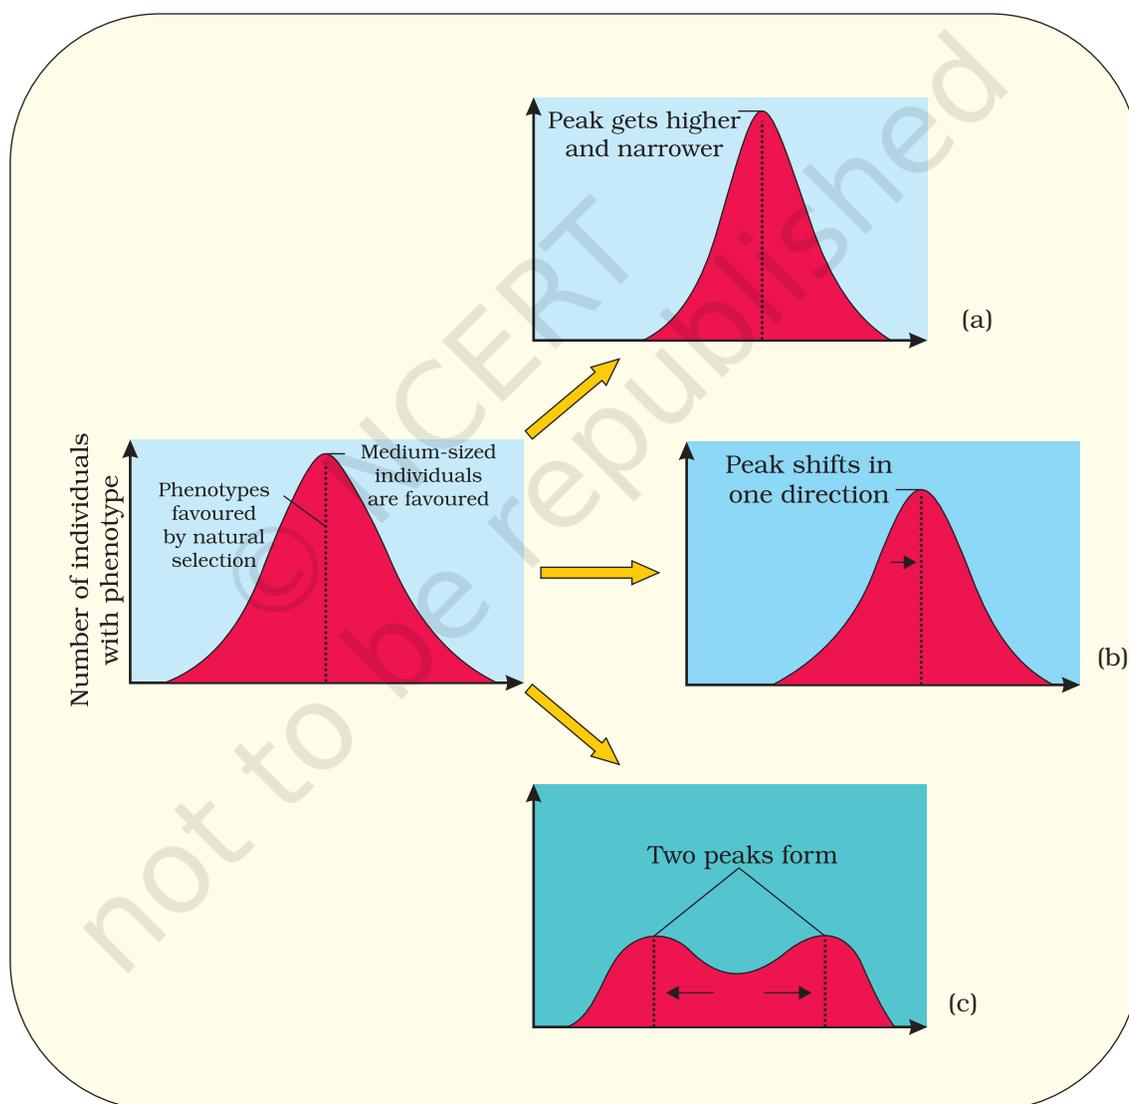 Peak gets higher
and narrower
(a)
Number of individuals
with phenotype
Phenotypes
favoured
by natural
selection
Medium-sized
individuals
are favoured
Peak shifts in
one direction
(b)
Two peaks form
(c)
© NCERT
not to be republished